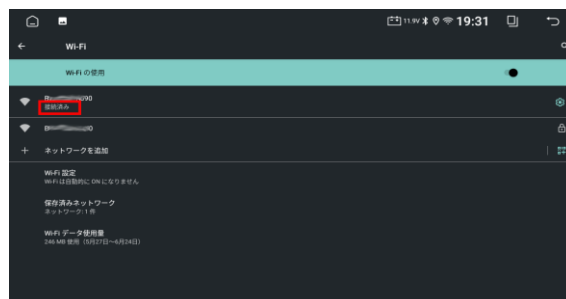 11.9V 19:31
Wi-Fi
Wi-Fi の使用
接続済み
ネットワークを追加
Wi-Fi 設定
Wi-Fi は自動的に ON になりません
保存済みネットワーク
ネットワーク: 1 件
Wi-Fi データ使用量
246 MB 使用（5月27日～6月24日）